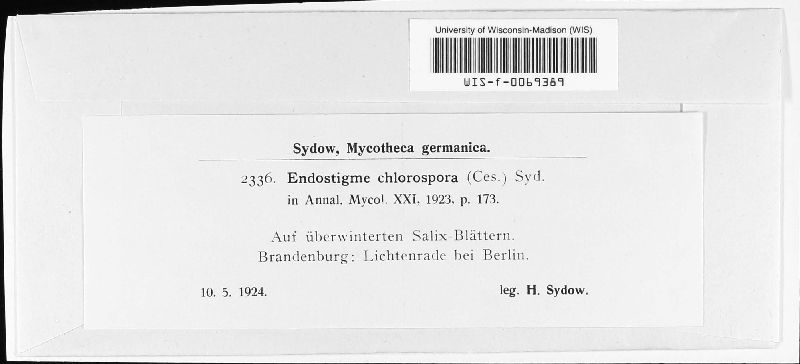 University of Wisconsin-Madison (WIS)
WIS-f-0069389
Sydow, Mycotheca germanica.
2336. Endostigme chlorospora (Ces.) Syd.
in Annal. Mycol. XXI, 1923, p. 173.
Auf überwinterten Salix-Blättern.
Brandenburg: Lichtenrade bei Berlin.
10. 5. 1924. leg. H. Sydow.